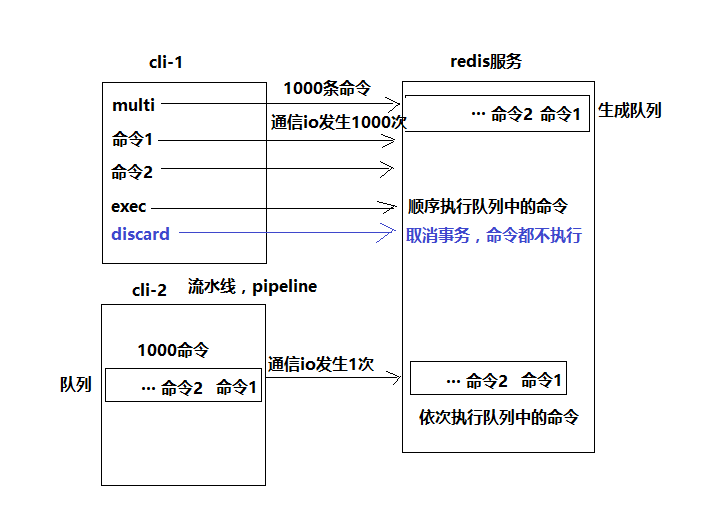 cli-1
redis服务
multi
1000条命令
··· 命令2 命令1
生成队列
通信io发生1000次
命令1
命令2
exec
顺序执行队列中的命令
discard
取消事务，命令都不执行
cli-2
流水线，pipeline
1000命令
通信io发生1次
队列
··· 命令2 命令1
··· 命令2 命令1
依次执行队列中的命令